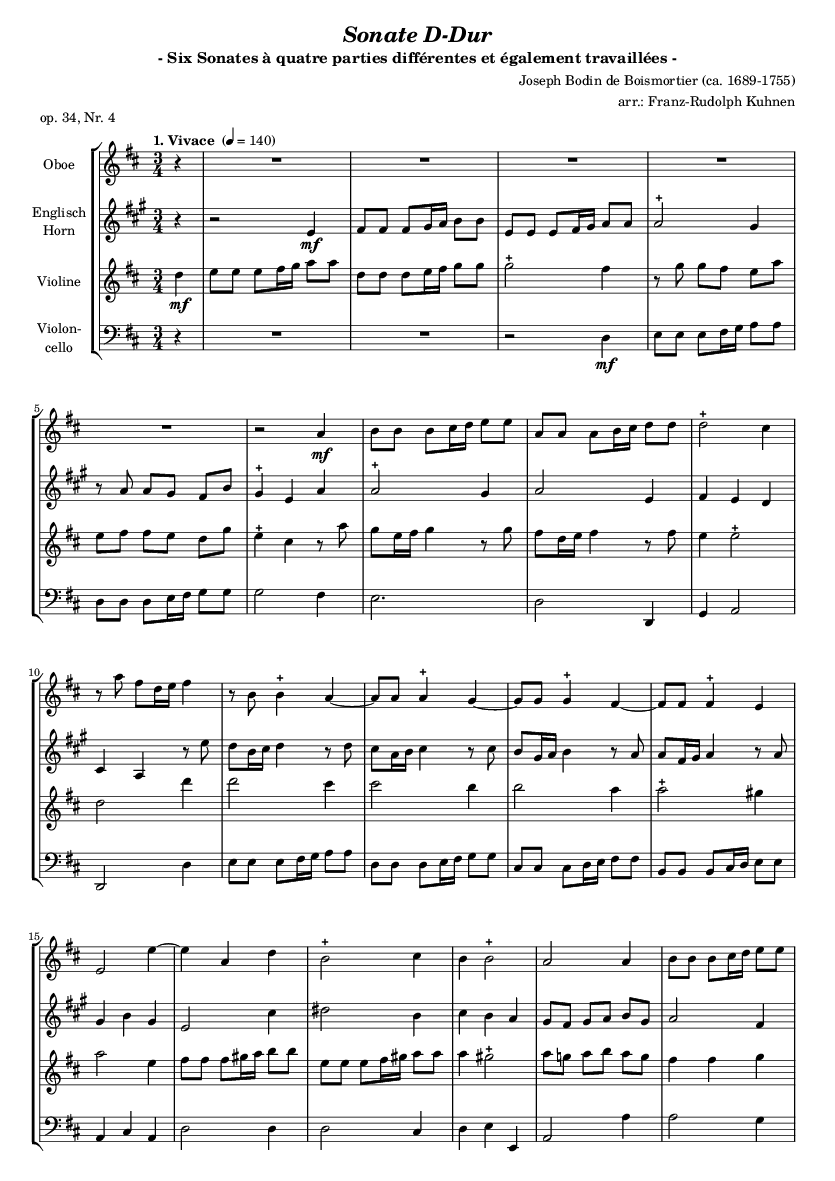 Sonate D-Dur
- Six Sonates à quatre parties différentes et également travaillées -
Joseph Bodin de Boismortier (ca. 1689-1755)
arr.: Franz-Rudolph Kuhnen
op. 34, Nr. 4
1. Vivace (♩ = 140)
Oboe
Englisch
Horn
mf
Violine
mf
Violon-
cello
mf
5
mf
10
15